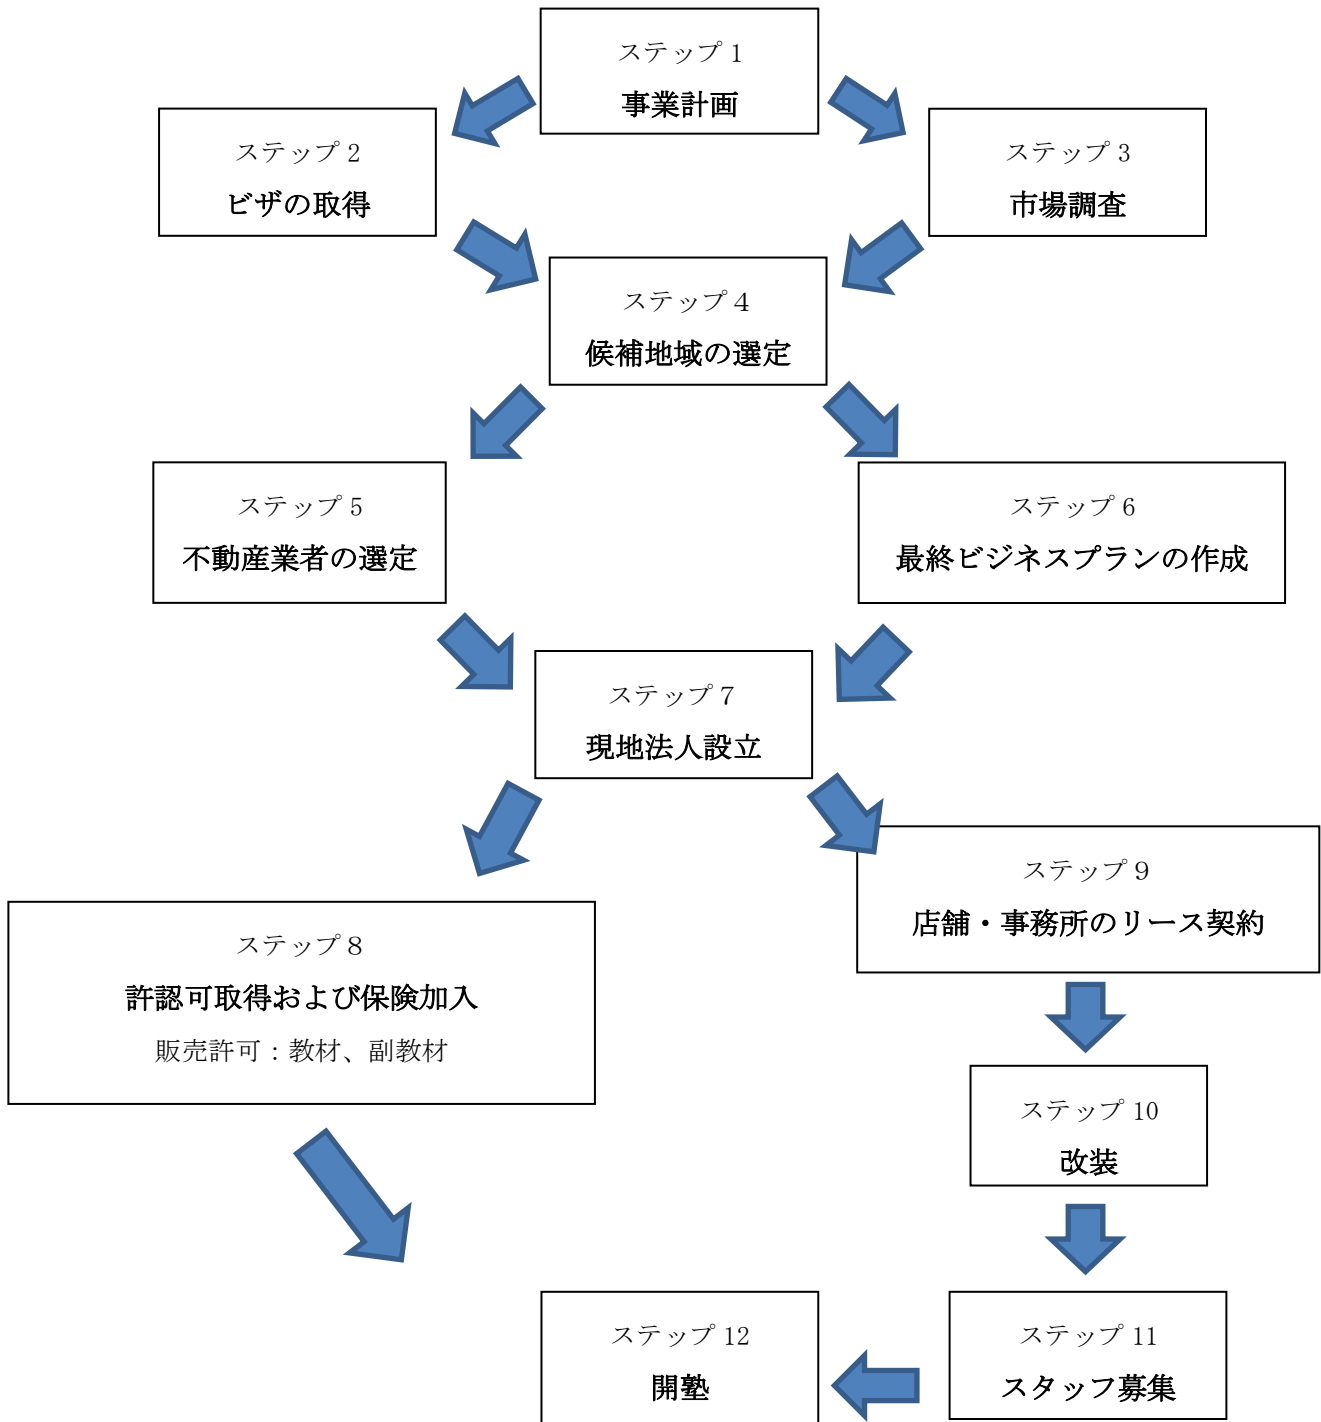 ステップ 1
事業計画
ステップ 2
ビザの取得
ステップ 3
市場調査
ステップ 4
候補地域の選定
ステップ 5
不動産業者の選定
ステップ 6
最終ビジネスプランの作成
ステップ 7
現地法人設立
ステップ 8
許認可取得および保険加入
販売許可：教材、副教材
ステップ 9
店舗・事務所のリース契約
ステップ 10
改装
ステップ 11
スタッフ募集
ステップ 12
開塾